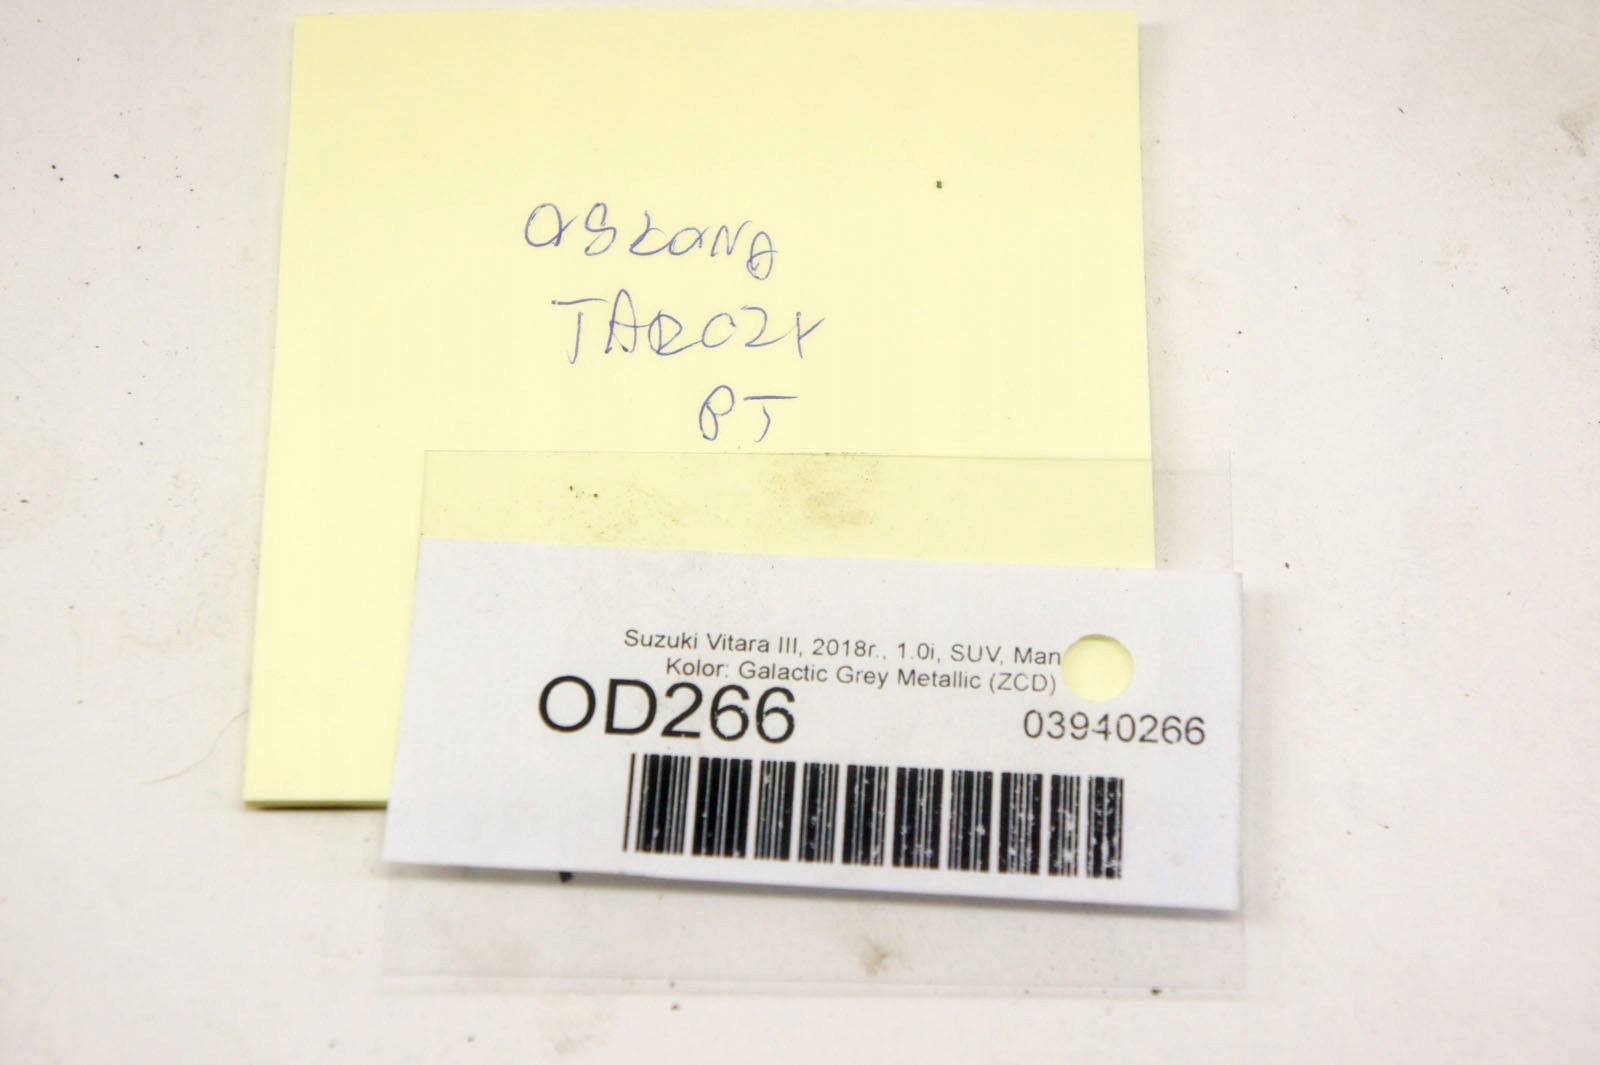 OSŁONA
TARCZY
PT
Suzuki Vitara III, 2018r., 1.0i, SUV, Man
Kolor: Galactic Grey Metallic (ZCD)
OD266
03940266